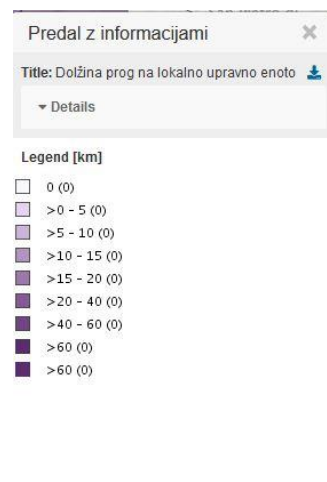 Predal z informacijami
Title: Dolžina prog na lokalno upravno enoto
Details
Legend [km]
0 (0)
>0 - 5 (0)
>5 - 10 (0)
>10 - 15 (0)
>15 - 20 (0)
>20 - 40 (0)
>40 - 60 (0)
>60 (0)
>60 (0)